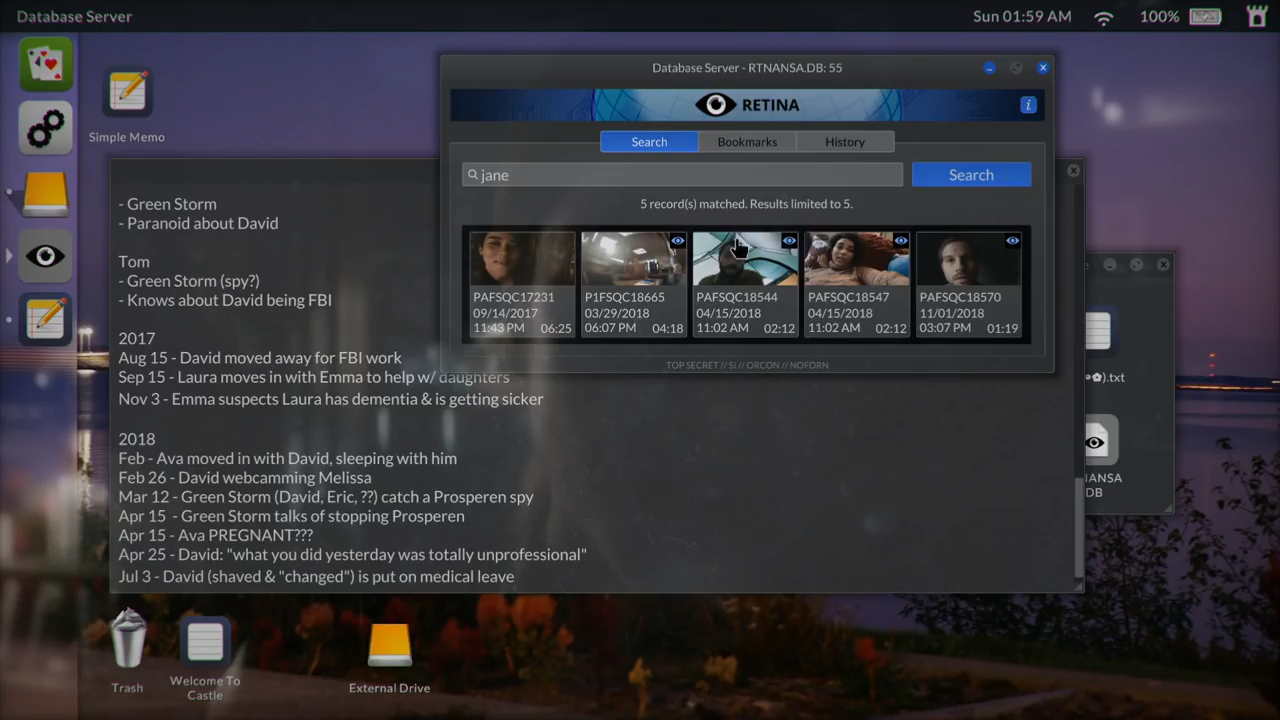 Database Server
Sun 01:59 AM
100%
Simple Memo
Database Server - RTNANSA.DB: 55
RETINA
i
Search
Bookmarks
History
jane
Search
5 record(s) matched. Results limited to 5.
PAFSQC17231
09/14/2017
11:43 PM 06:25
P1FSQC18665
03/29/2018
06:07 PM 04:18
PAFSQC18544
04/15/2018
11:02 AM 02:12
PAFSQC18547
04/15/2018
11:02 AM 02:12
PAFSQC18570
11/01/2018
03:07 PM 01:19
TOP SECRET // SI // ORCON // NOFORN
- Green Storm
- Paranoid about David
Tom
- Green Storm (spy?)
- Knows about David being FBI
2017
Aug 15 - David moved away for FBI work
Sep 15 - Laura moves in with Emma to help w/ daughters
Nov 3 - Emma suspects Laura has dementia & is getting sicker
2018
Feb - Ava moved in with David, sleeping with him
Feb 26 - David webcamming Melissa
Mar 12 - Green Storm (David, Eric, ??) catch a Prosperen spy
Apr 15 - Green Storm talks of stopping Prosperen
Apr 15 - Ava PREGNANT???
Apr 25 - David: "what you did yesterday was totally unprofessional"
Jul 3 - David (shaved & "changed") is put on medical leave
✿).txt
ANSA
DB
Trash
Welcome To
Castle
External Drive